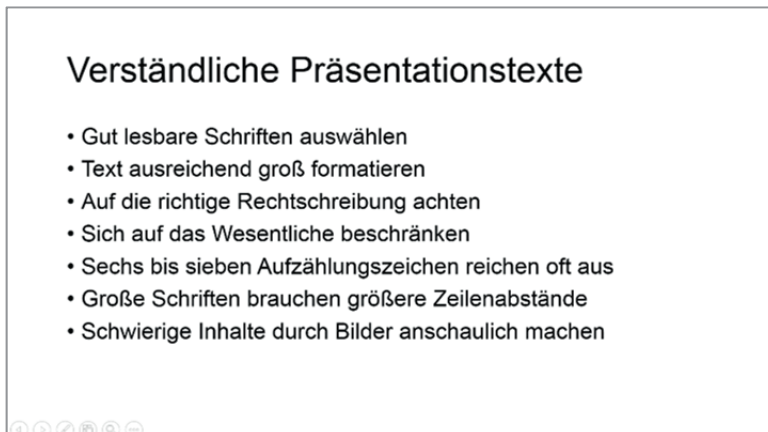 Verständliche Präsentationstexte
• Gut lesbare Schriften auswählen
• Text ausreichend groß formatieren
• Auf die richtige Rechtschreibung achten
• Sich auf das Wesentliche beschränken
• Sechs bis sieben Aufzählungszeichen reichen oft aus
• Große Schriften brauchen größere Zeilenabstände
• Schwierige Inhalte durch Bilder anschaulich machen